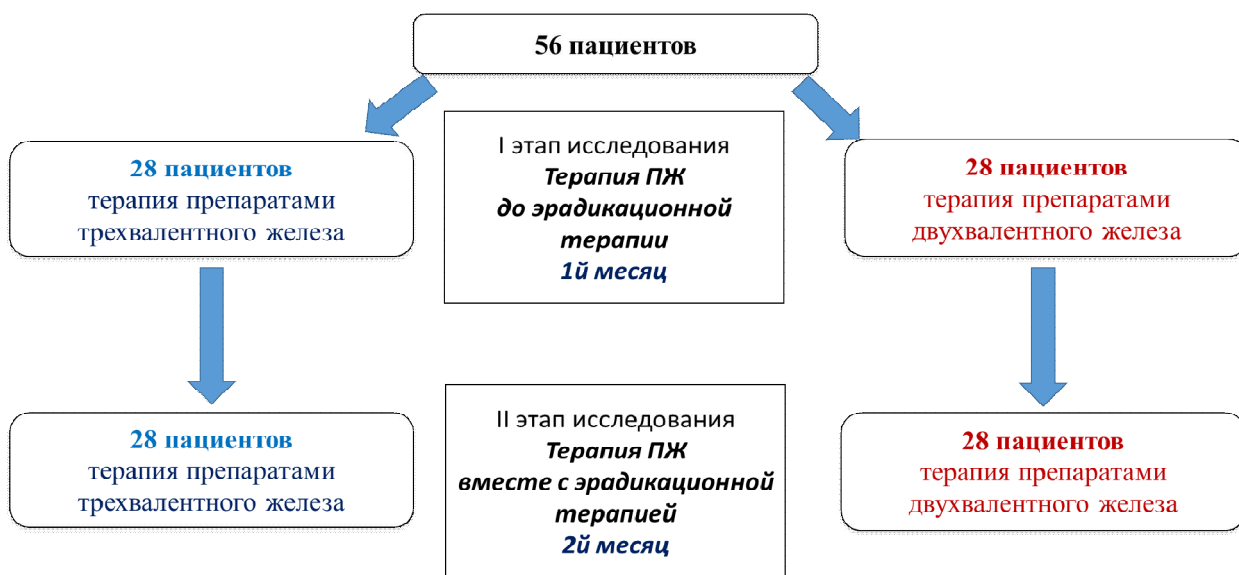 56 пациентов
28 пациентов
терапия препаратами
трехвалентного железа
I этап исследования
Терапия ПЖ
до эрадикационной
терапии
1й месяц
28 пациентов
терапия препаратами
двухвалентного железа
28 пациентов
терапия препаратами
трехвалентного железа
II этап исследования
Терапия ПЖ
вместе с эрадикационной
терапией
2й месяц
28 пациентов
терапия препаратами
двухвалентного железа